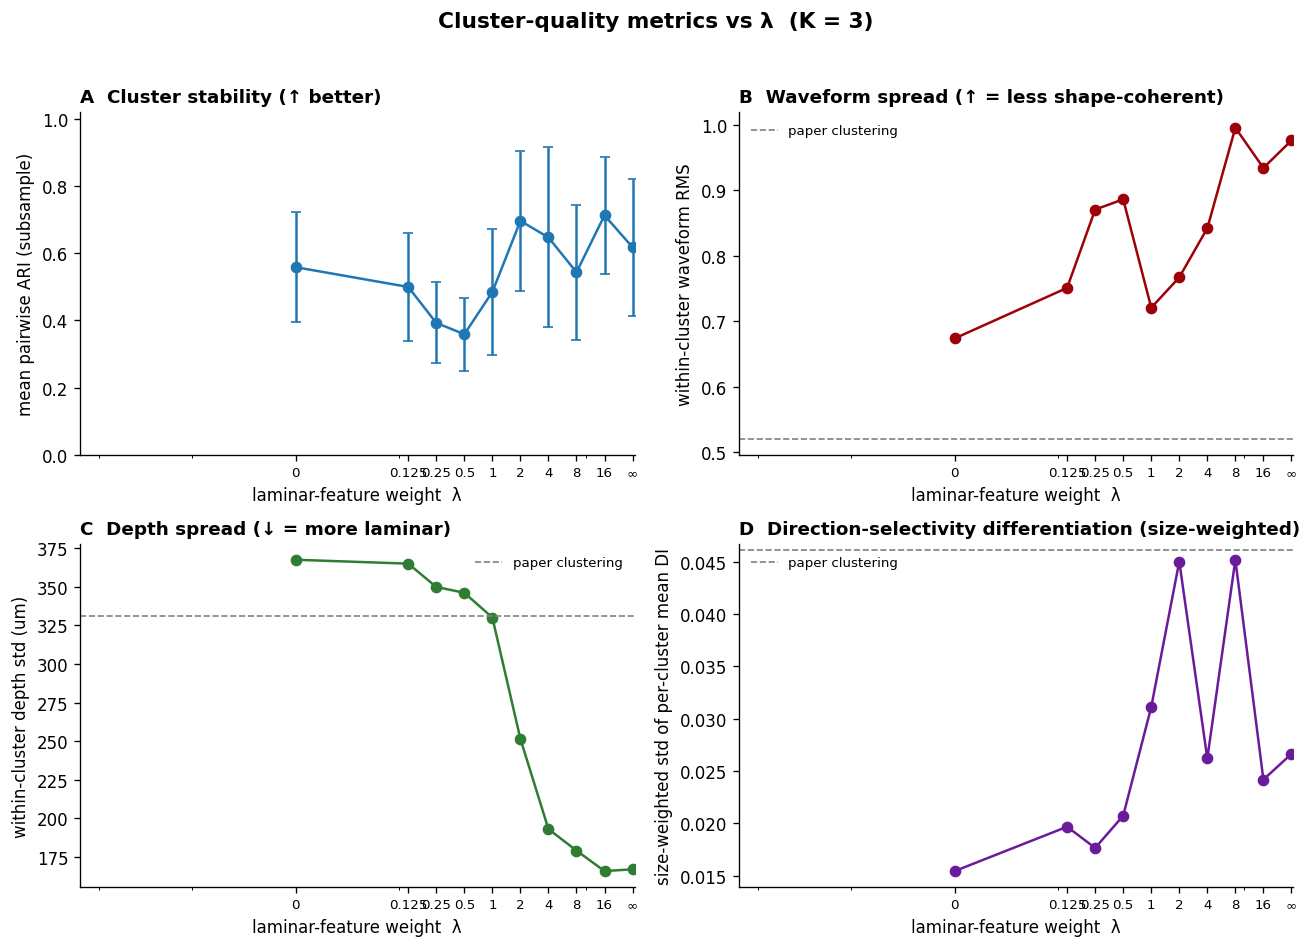 Cluster-quality metrics vs λ (K = 3)
A Cluster stability (↑ better)
mean pairwise ARI (subsample)
1.0
0.8
0.6
0.4
0.2
0.0
0 0.125 0.25 0.5 1 2 4 8 16 ∞
laminar-feature weight λ
B Waveform spread (↑ = less shape-coherent)
paper clustering
within-cluster waveform RMS
1.0
0.9
0.8
0.7
0.6
0.5
0 0.125 0.25 0.5 1 2 4 8 16 ∞
laminar-feature weight λ
C Depth spread (↓ = more laminar)
paper clustering
within-cluster depth std (um)
375
350
325
300
275
250
225
200
175
0 0.125 0.25 0.5 1 2 4 8 16 ∞
laminar-feature weight λ
D Direction-selectivity differentiation (size-weighted)
paper clustering
size-weighted std of per-cluster mean DI
0.045
0.040
0.035
0.030
0.025
0.020
0.015
0 0.125 0.25 0.5 1 2 4 8 16 ∞
laminar-feature weight λ